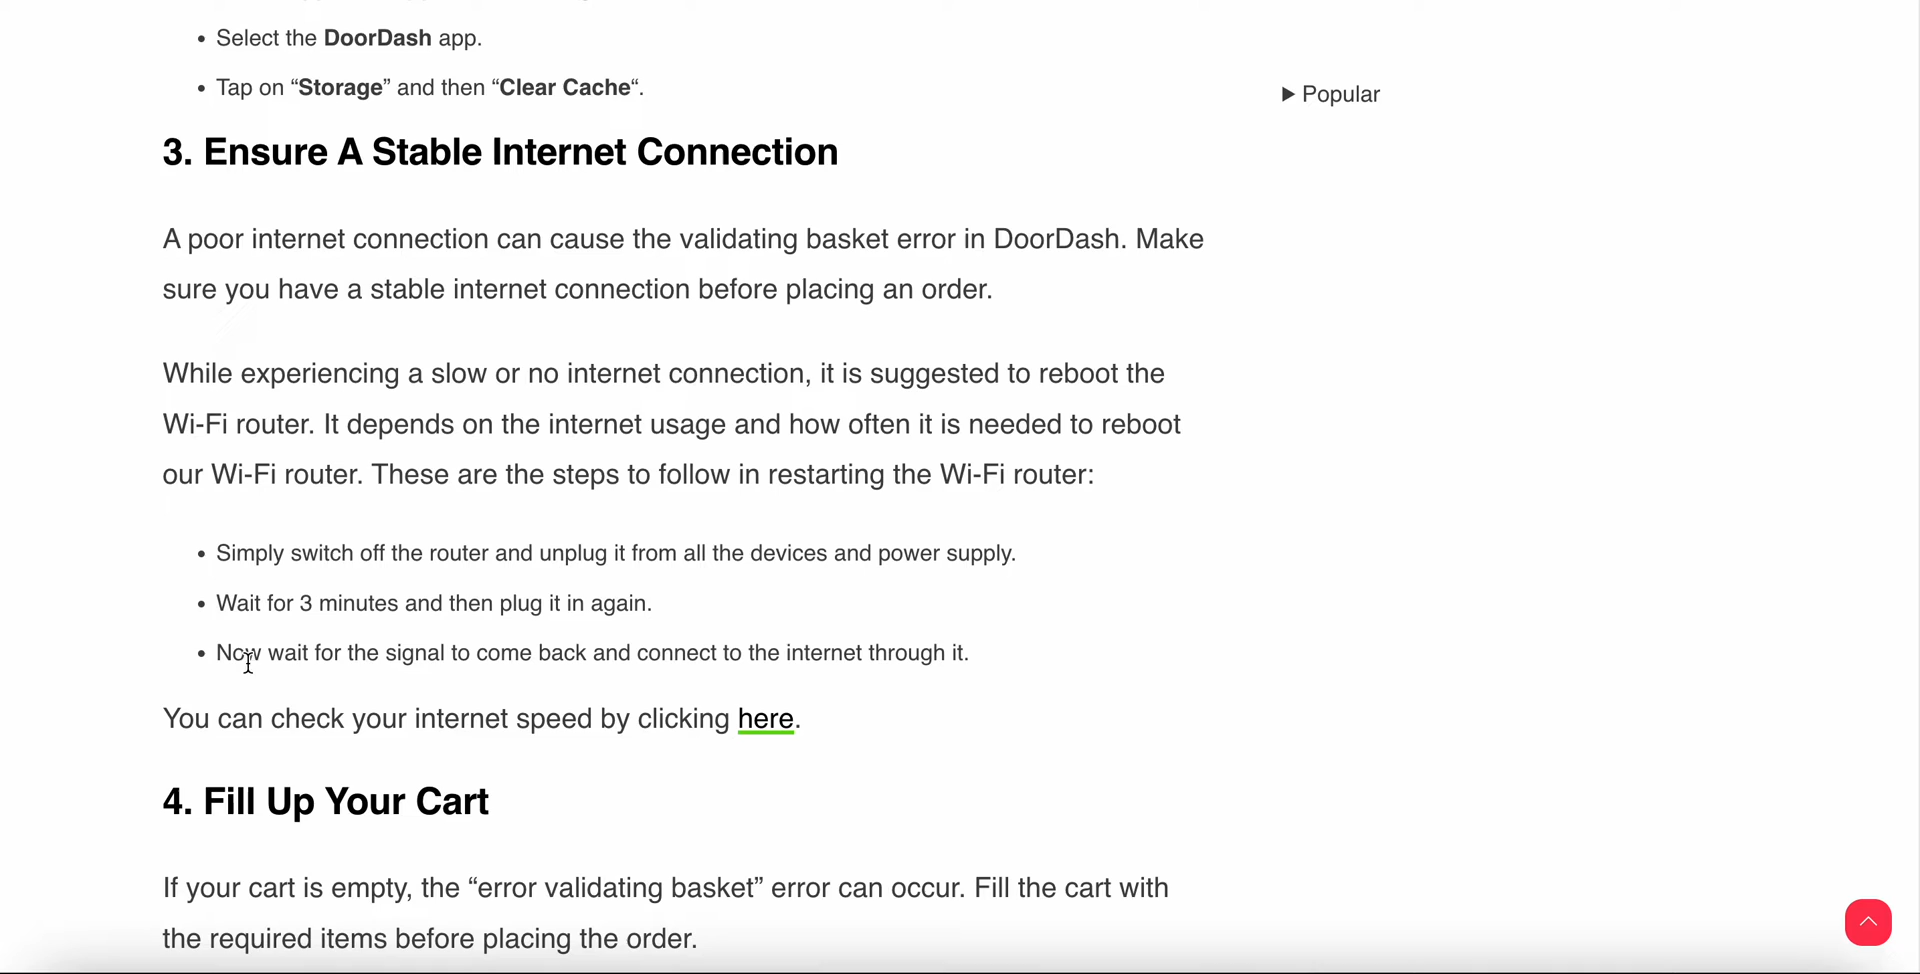 Select the DoorDash app.
Tap on “Storage” and then “Clear Cache“.
Popular
3. Ensure A Stable Internet Connection
A poor internet connection can cause the validating basket error in DoorDash. Make
sure you have a stable internet connection before placing an order.
While experiencing a slow or no internet connection, it is suggested to reboot the
Wi-Fi router. It depends on the internet usage and how often it is needed to reboot
our Wi-Fi router. These are the steps to follow in restarting the Wi-Fi router:
Simply switch off the router and unplug it from all the devices and power supply.
Wait for 3 minutes and then plug it in again.
Now wait for the signal to come back and connect to the internet through it.
You can check your internet speed by clicking here.
4. Fill Up Your Cart
If your cart is empty, the “error validating basket” error can occur. Fill the cart with
the required items before placing the order.